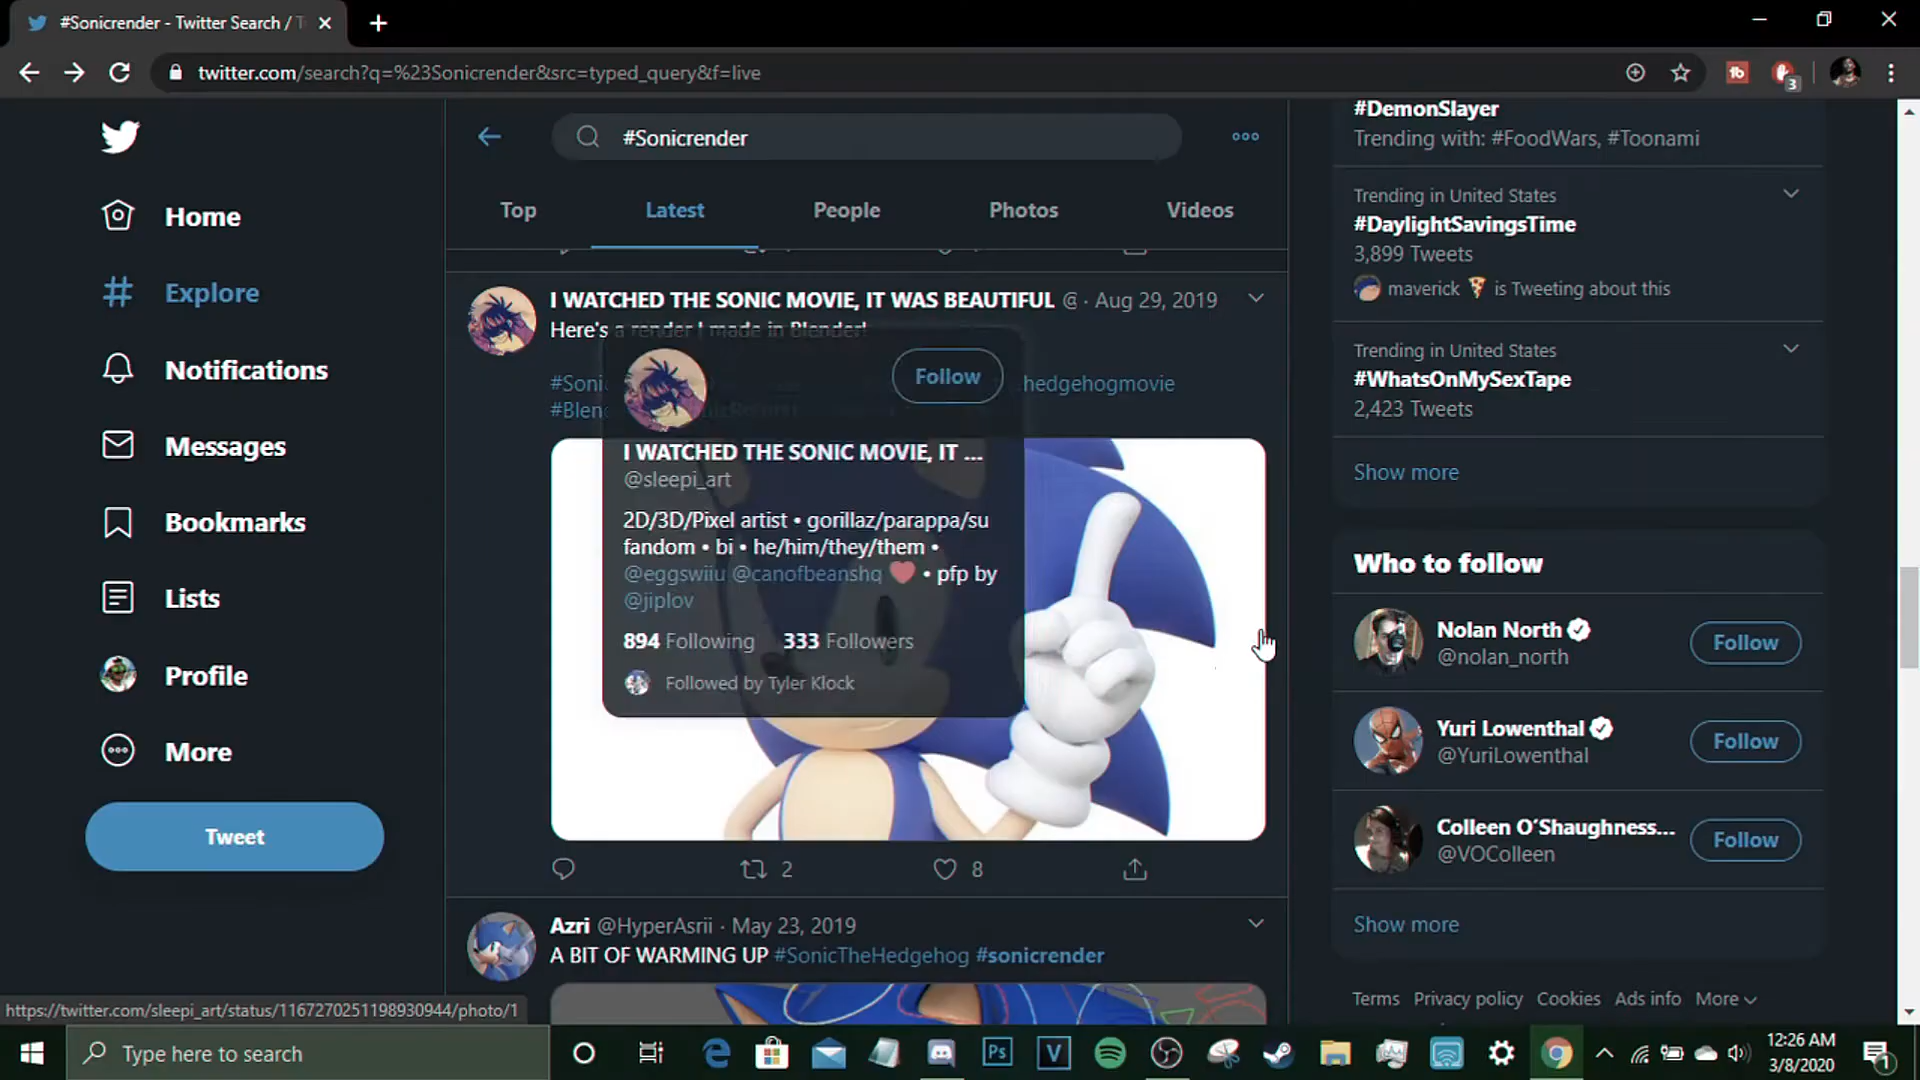 #Sonicrender - Twitter Search / T
twitter.com/search?q=%23Sonicrender&src=typed_query&f=live
3
Home
Explore
Notifications
Messages
Bookmarks
Lists
Profile
More
Tweet
#Sonicrender
Top
Latest
People
Photos
Videos
I WATCHED THE SONIC MOVIE, IT WAS BEAUTIFUL @ · Aug 29, 2019
Here's a render I made in Blender!
#Soni hedgehogmovie
#Blen
Follow
I WATCHED THE SONIC MOVIE, IT ...
@sleepi_art
2D/3D/Pixel artist • gorillaz/parappa/su
fandom • bi • he/him/they/them •
@eggswiiu @canofbeanshq ❤ • pfp by
@jiplov
894 Following 333 Followers
Followed by Tyler Klock
2 8
Azri @HyperAsrii · May 23, 2019
A BIT OF WARMING UP #SonicTheHedgehog #sonicrender
#DemonSlayer
Trending with: #FoodWars, #Toonami
Trending in United States
#DaylightSavingsTime
3,899 Tweets
maverick 🍕 is Tweeting about this
Trending in United States
#WhatsOnMySexTape
2,423 Tweets
Show more
Who to follow
Nolan North
@nolan_north
Follow
Yuri Lowenthal
@YuriLowenthal
Follow
Colleen O'Shaughness...
@VOColleen
Follow
Show more
Terms Privacy policy Cookies Ads info More
https://twitter.com/sleepi_art/status/1167270251198930944/photo/1
Type here to search
Ps
V
12:26 AM
3/8/2020
1